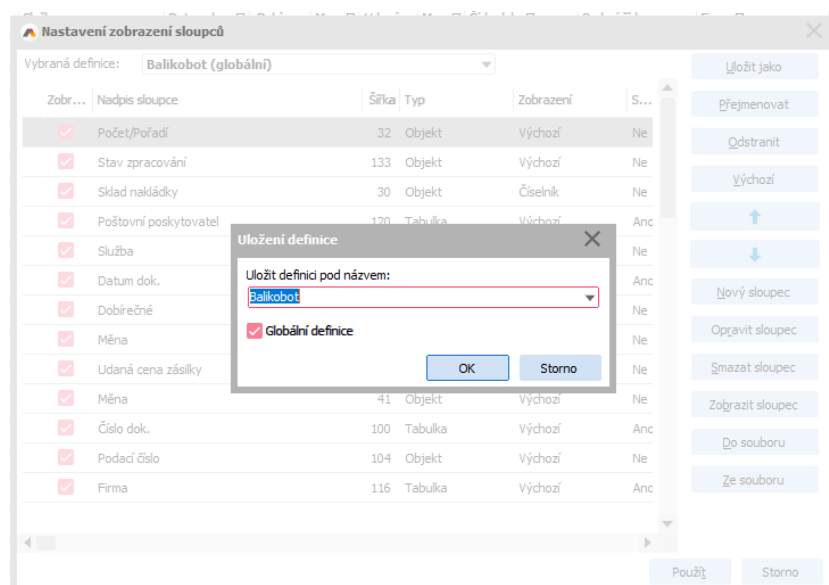 Nastavení zobrazení sloupců
Vybraná definice: Balikobot (globální)
Uložit jako
Zobr... Nadpis sloupce Šířka Typ Zobrazení S...
Přejmenovat
Počet/Pořadí 32 Objekt Výchozí Ne
Odstranit
Stav zpracování 133 Objekt Výchozí Ne
Výchozí
Sklad nakládky 30 Objekt Číselník Ne
Poštovní poskytovatel 120 Tabulka Výchozí Ano
Služba Ne
Datum dok. Ano
Dobírečné Ne
Měna Ne
Udaná cena zásilky Ne
Uložení definice
Uložit definici pod názvem:
Balikobot
Globální definice
OK Storno
Nový sloupec
Opravit sloupec
Smazat sloupec
Měna 41 Objekt Výchozí Ne
Zobrazit sloupec
Číslo dok. 100 Tabulka Výchozí Ano
Do souboru
Podací číslo 104 Objekt Výchozí Ne
Ze souboru
Firma 116 Tabulka Výchozí Ano
Použít Storno